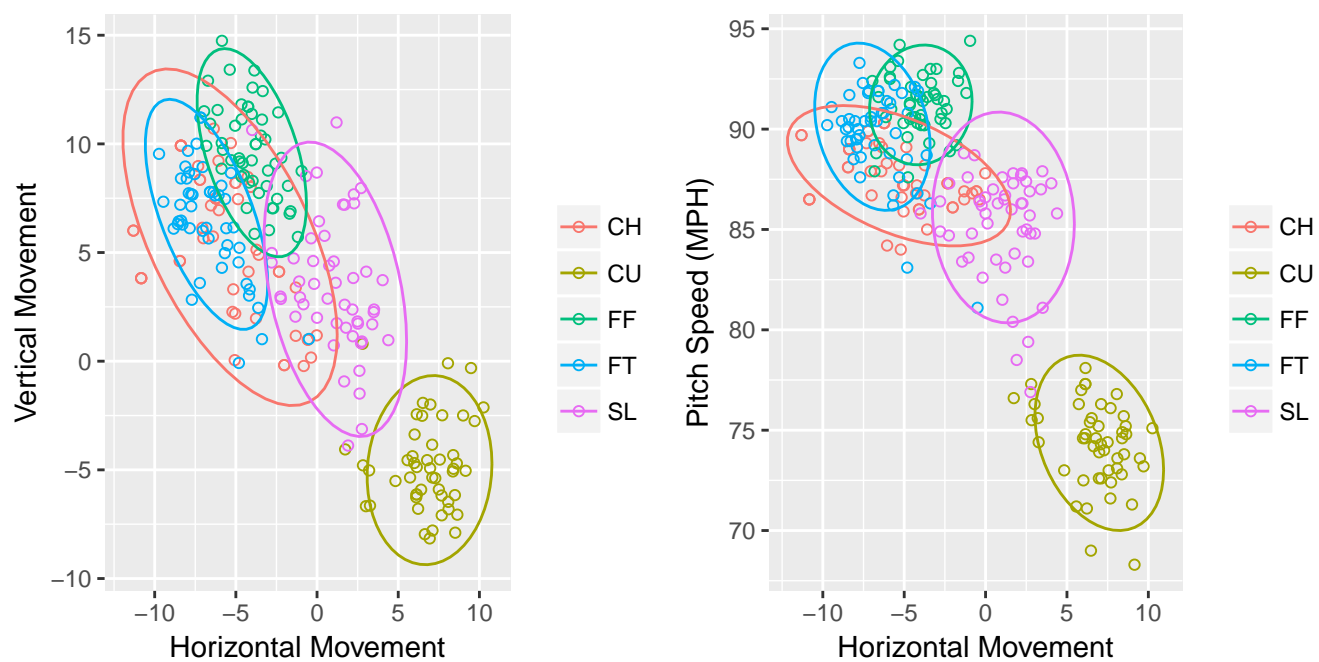 15
10
5
0
−5
−10
−10
−5
0
5
10
Horizontal Movement
Vertical Movement
CH
CU
FF
FT
SL
95
90
85
80
75
70
−10
−5
0
5
10
Horizontal Movement
Pitch Speed (MPH)
CH
CU
FF
FT
SL